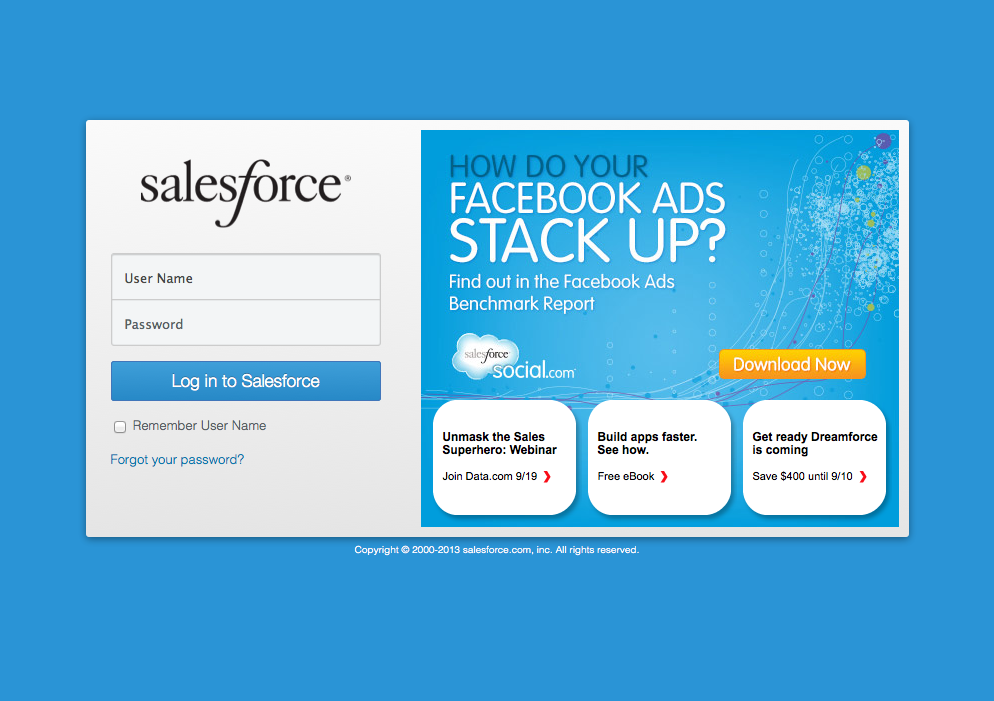 salesforce®
User Name
Password
Log in to Salesforce
Remember User Name
Forgot your password?
HOW DO YOUR
FACEBOOK ADS
STACK UP?
Find out in the Facebook Ads
Benchmark Report
salesforce
social.com
Download Now
Unmask the Sales
Superhero: Webinar
Join Data.com 9/19 ❯
Build apps faster.
See how.
Free eBook ❯
Get ready Dreamforce
is coming
Save $400 until 9/10 ❯
Copyright © 2000-2013 salesforce.com, inc. All rights reserved.